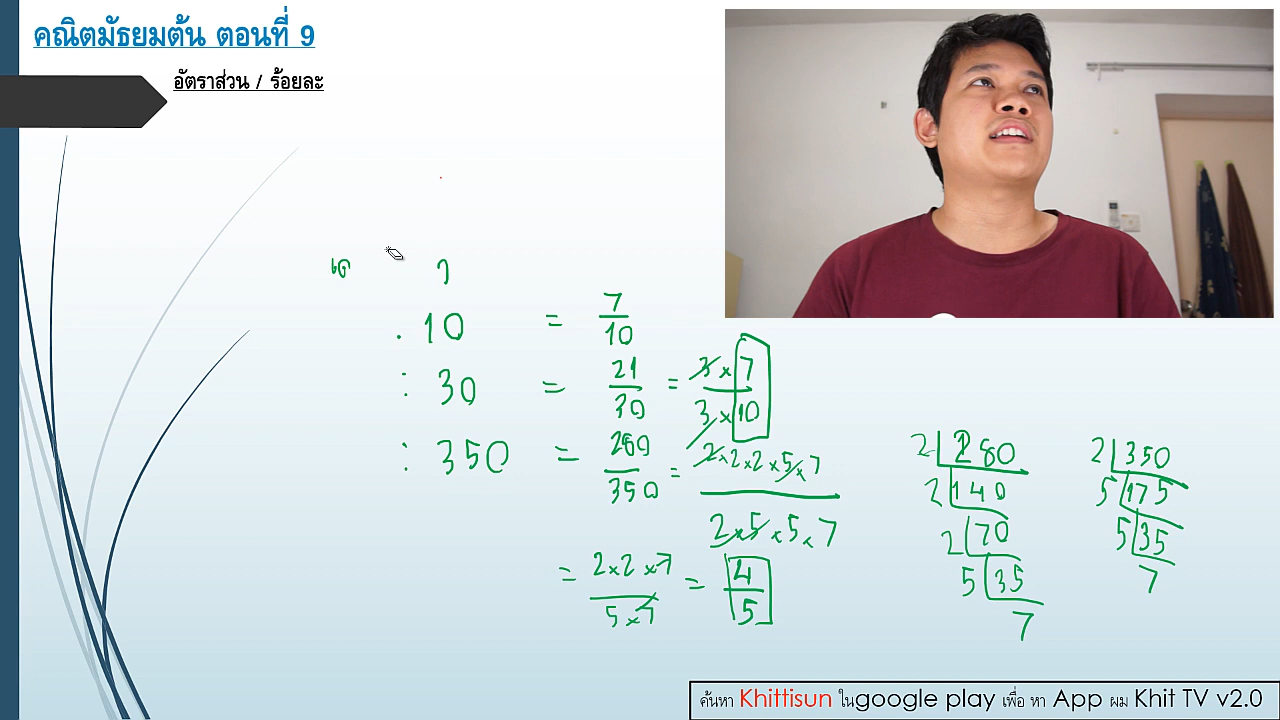 คณิตมัธยมต้น ตอนที่ 9
อัตราส่วน / ร้อยละ
: 10 = 7/10
: 30 = 21/30 = 3 x 7 / 3 x 10
: 350 = 280/350 = 2 x 2 x 2 x 5 x 7 / 2 x 5 x 5 x 7
= 2 x 2 x 7 / 5 x 7 = 4/5
2 280
2 140
2 70
5 35
7
2 350
5 175
5 35
7
ค้นหา Khittisun ในgoogle play เพื่อ หา App ผม Khit TV v2.0